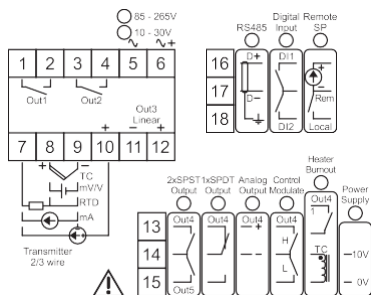 85 - 265V
10 - 30V
∿ ∿+
1 2 3 4 5 6
Out1 Out2
Out3
Linear
+ − +
7 8 9 10 11 12
+ −
TC
mV/V
RTD
mA
Transmitter
2/3 wire
RS485
Digital
Input
Remote
SP
16
17
18
D+
D−
DI1
DI2
Rem
Local
2xSPST
Output
1xSPDT
Output
Analog
Output
Control
Modulate
Heater
Burnout
Power
Supply
13
14
15
Out4
Out5
Out4
Out4
+
−
Out4
H
L
Out4
1
TC
10V
0V